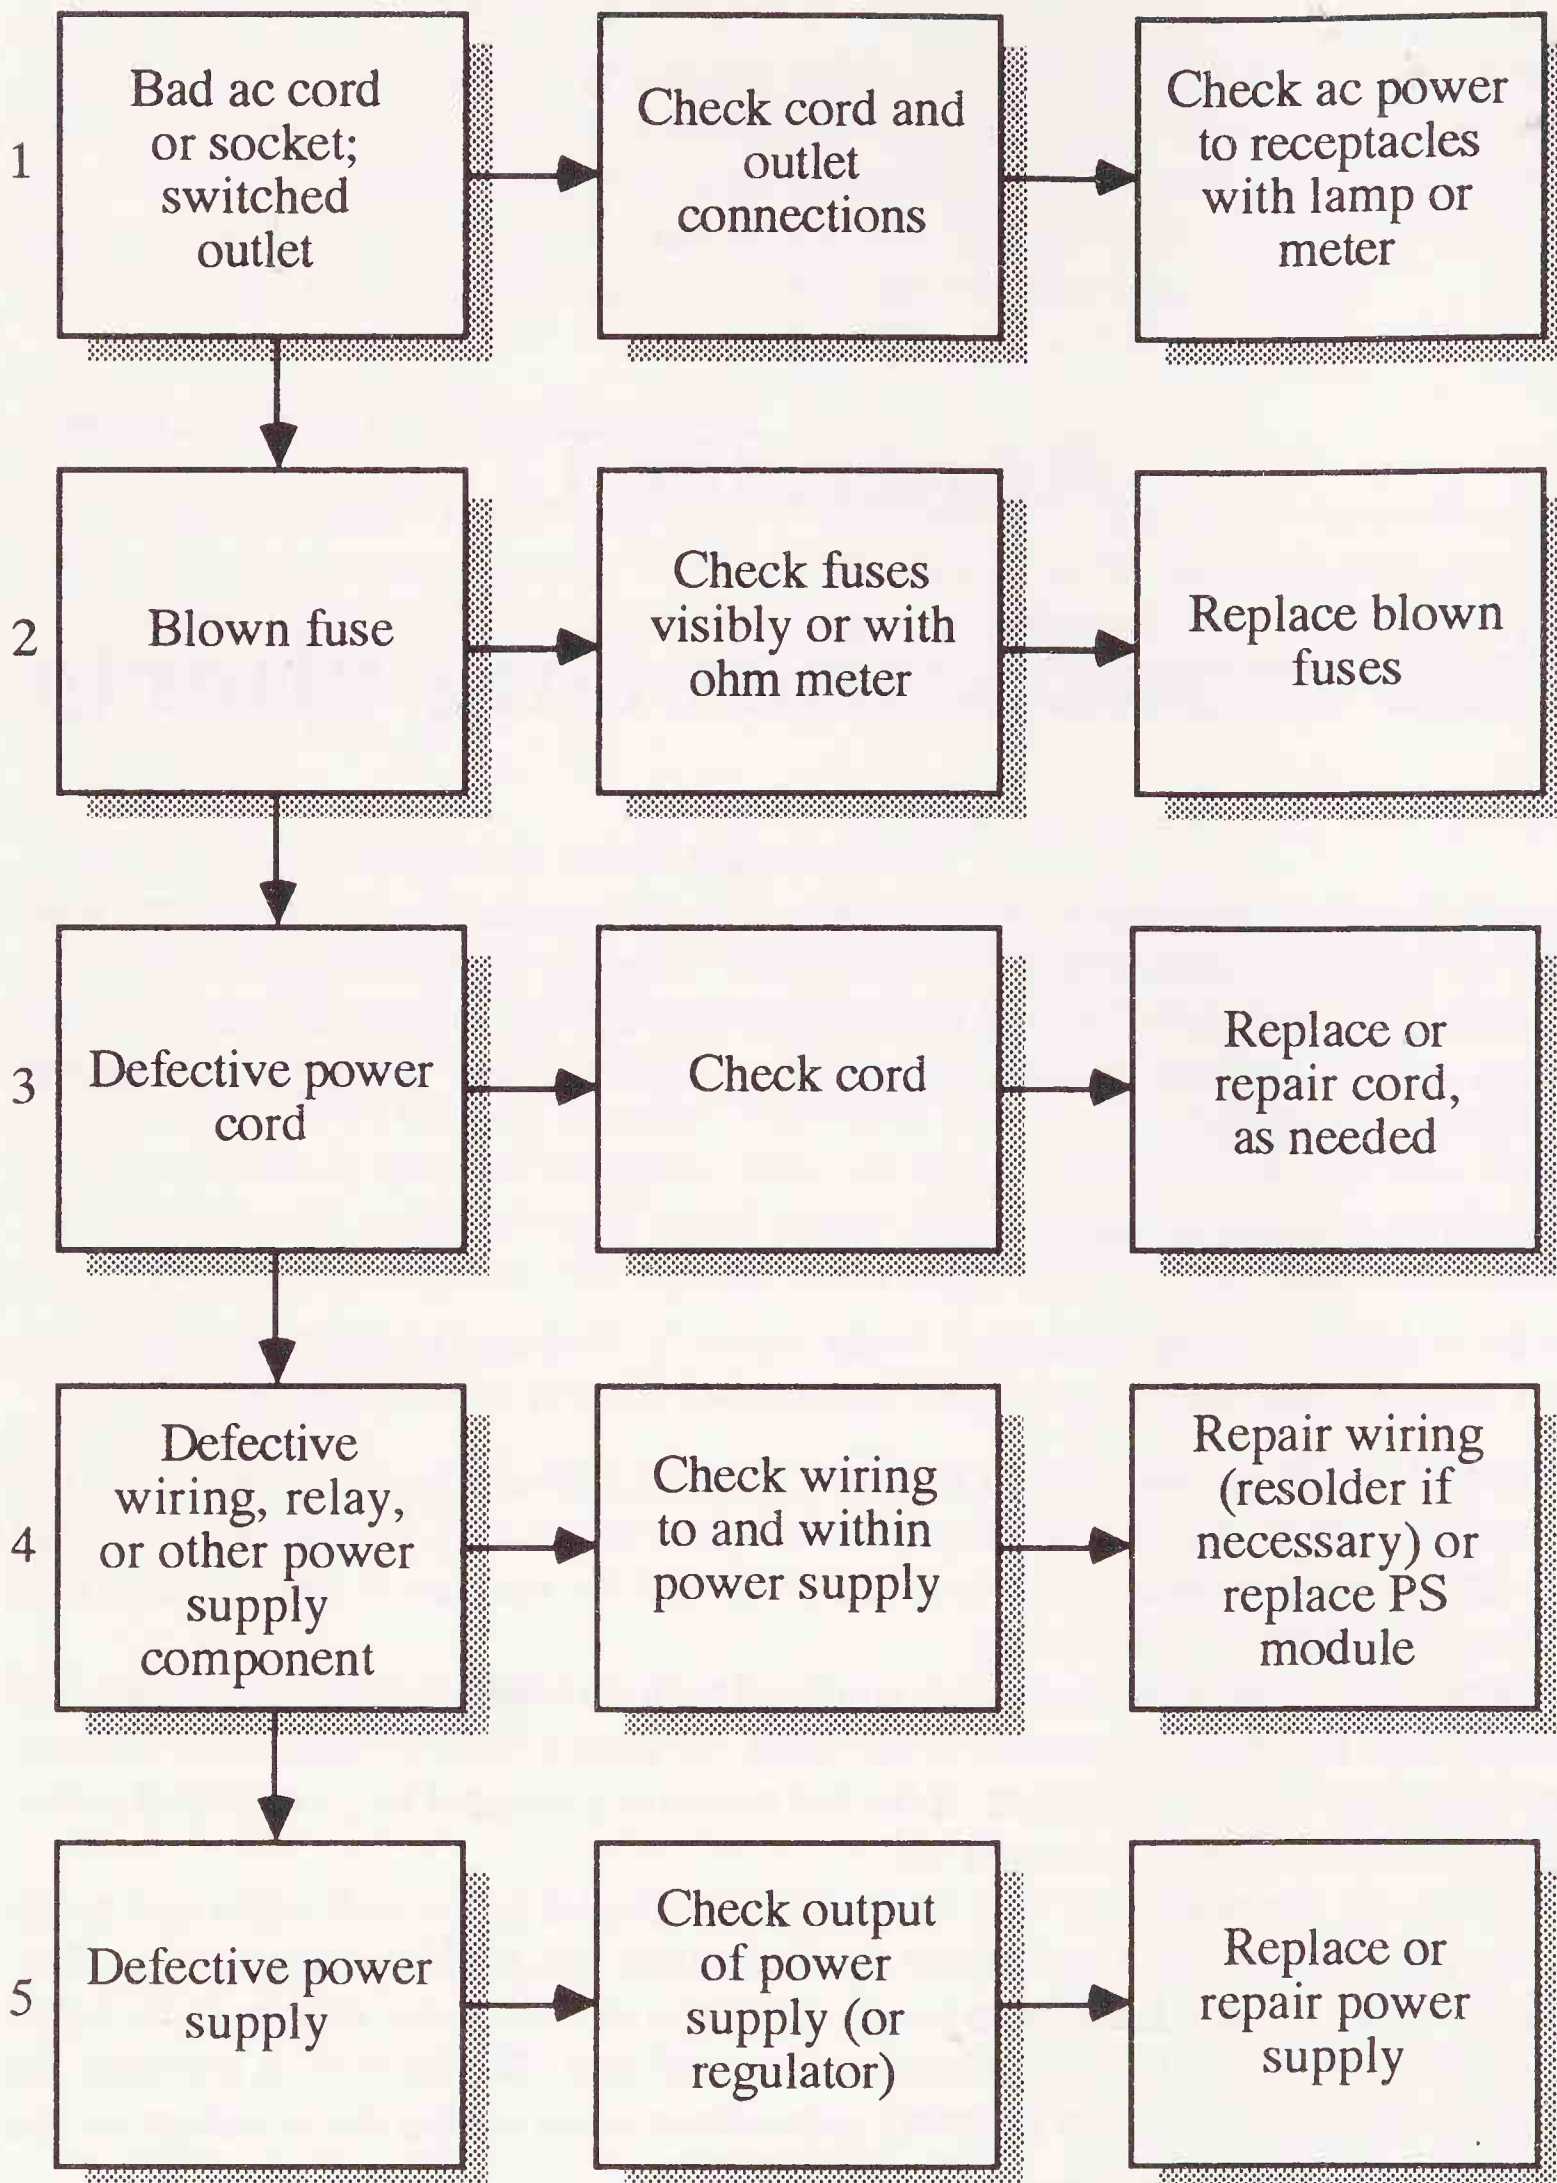 1
Bad ac cord
or socket;
switched
outlet
Check cord and
outlet
connections
Check ac power
to receptacles
with lamp or
meter
2
Blown fuse
Check fuses
visibly or with
ohm meter
Replace blown
fuses
3
Defective power
cord
Check cord
Replace or
repair cord,
as needed
4
Defective
wiring, relay,
or other power
supply
component
Check wiring
to and within
power supply
Repair wiring
(resolder if
necessary) or
replace PS
module
5
Defective power
supply
Check output
of power
supply (or
regulator)
Replace or
repair power
supply